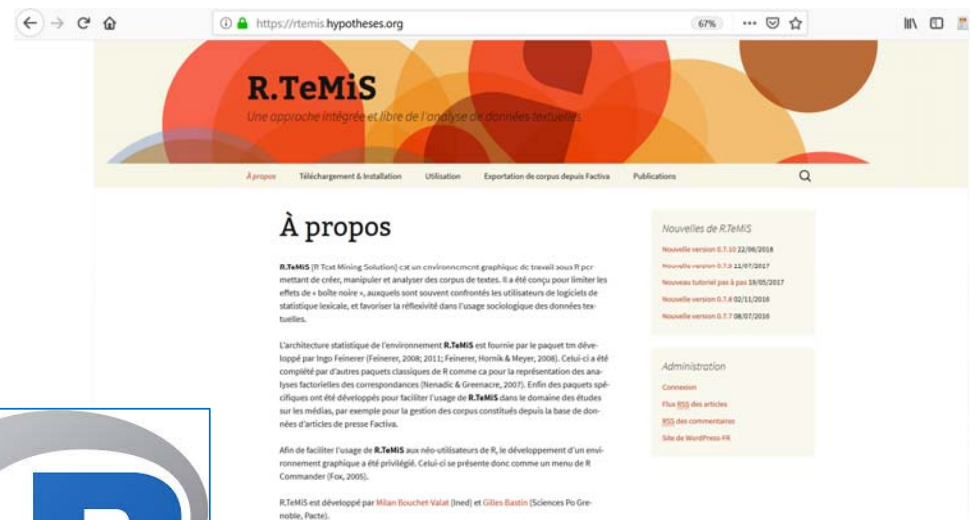 https://rtemis.hypotheses.org
67%
R.TeMiS
Une approche intégrée et libre de l'analyse de données textuelles
À propos
Téléchargement & Installation
Utilisation
Exportation de corpus depuis Factiva
Publications
À propos
R.TeMiS [R Text Mining Solution] est un environnement graphique de travail sous R per
mettant de créer, manipuler et analyser des corpus de textes. Il a été conçu pour limiter les
effets de « boîte noire », auxquels sont souvent confrontés les utilisateurs de logiciels de
statistique lexicale, et favoriser la réflexivité dans l'usage sociologique des données tex-
tuelles.
L'architecture statistique de l'environnement R.TeMiS est fournie par le paquet tm déve-
loppé par Ingo Feinerer (Feinerer, 2008; 2011; Feinerer, Hornik & Meyer, 2008). Celui-ci a été
complété par d'autres paquets classiques de R comme ca pour la représentation des ana-
lyses factorielles des correspondances (Nenadic & Greenacre, 2007). Enfin des paquets spé-
cifiques ont été développés pour faciliter l'usage de R.TeMiS dans le domaine des études
sur les médias, par exemple pour la gestion des corpus constitués depuis la base de don-
nées d'articles de presse Factiva.
Afin de faciliter l'usage de R.TeMiS aux néo-utilisateurs de R, le développement d'un envi-
ronnement graphique a été privilégié. Celui-ci se présente donc comme un menu de R
Commander (Fox, 2005).
R.TeMiS est développé par Milan Bouchet-Valat (Ined) et Gilles Bastin (Sciences Po Gre-
noble, Pacte).
Nouvelles de R.TeMiS
Nouvelle version 0.7.10 22/06/2018
Nouvelle version 0.7.9 11/07/2017
Nouveau tutoriel pas à pas 19/05/2017
Nouvelle version 0.7.8 02/11/2016
Nouvelle version 0.7.7 08/07/2016
Administration
Connexion
Flux RSS des articles
RSS des commentaires
Site de WordPress-FR